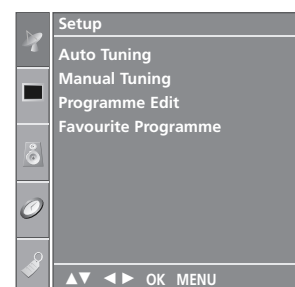 Setup
Auto Tuning
Manual Tuning
Programme Edit
Favourite Programme
▲▼ ◄ ► OK MENU